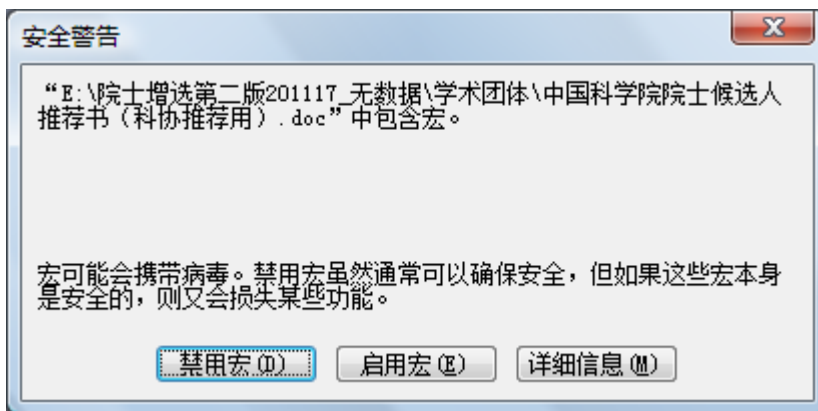 安全警告
“E:\院士增选第二版201117_无数据\学术团体\中国科学院院士候选人
推荐书（科协推荐用）.doc”中包含宏。
宏可能会携带病毒。禁用宏虽然通常可以确保安全，但如果这些宏本身
是安全的，则又会损失某些功能。
禁用宏(D) 启用宏(E) 详细信息(M)